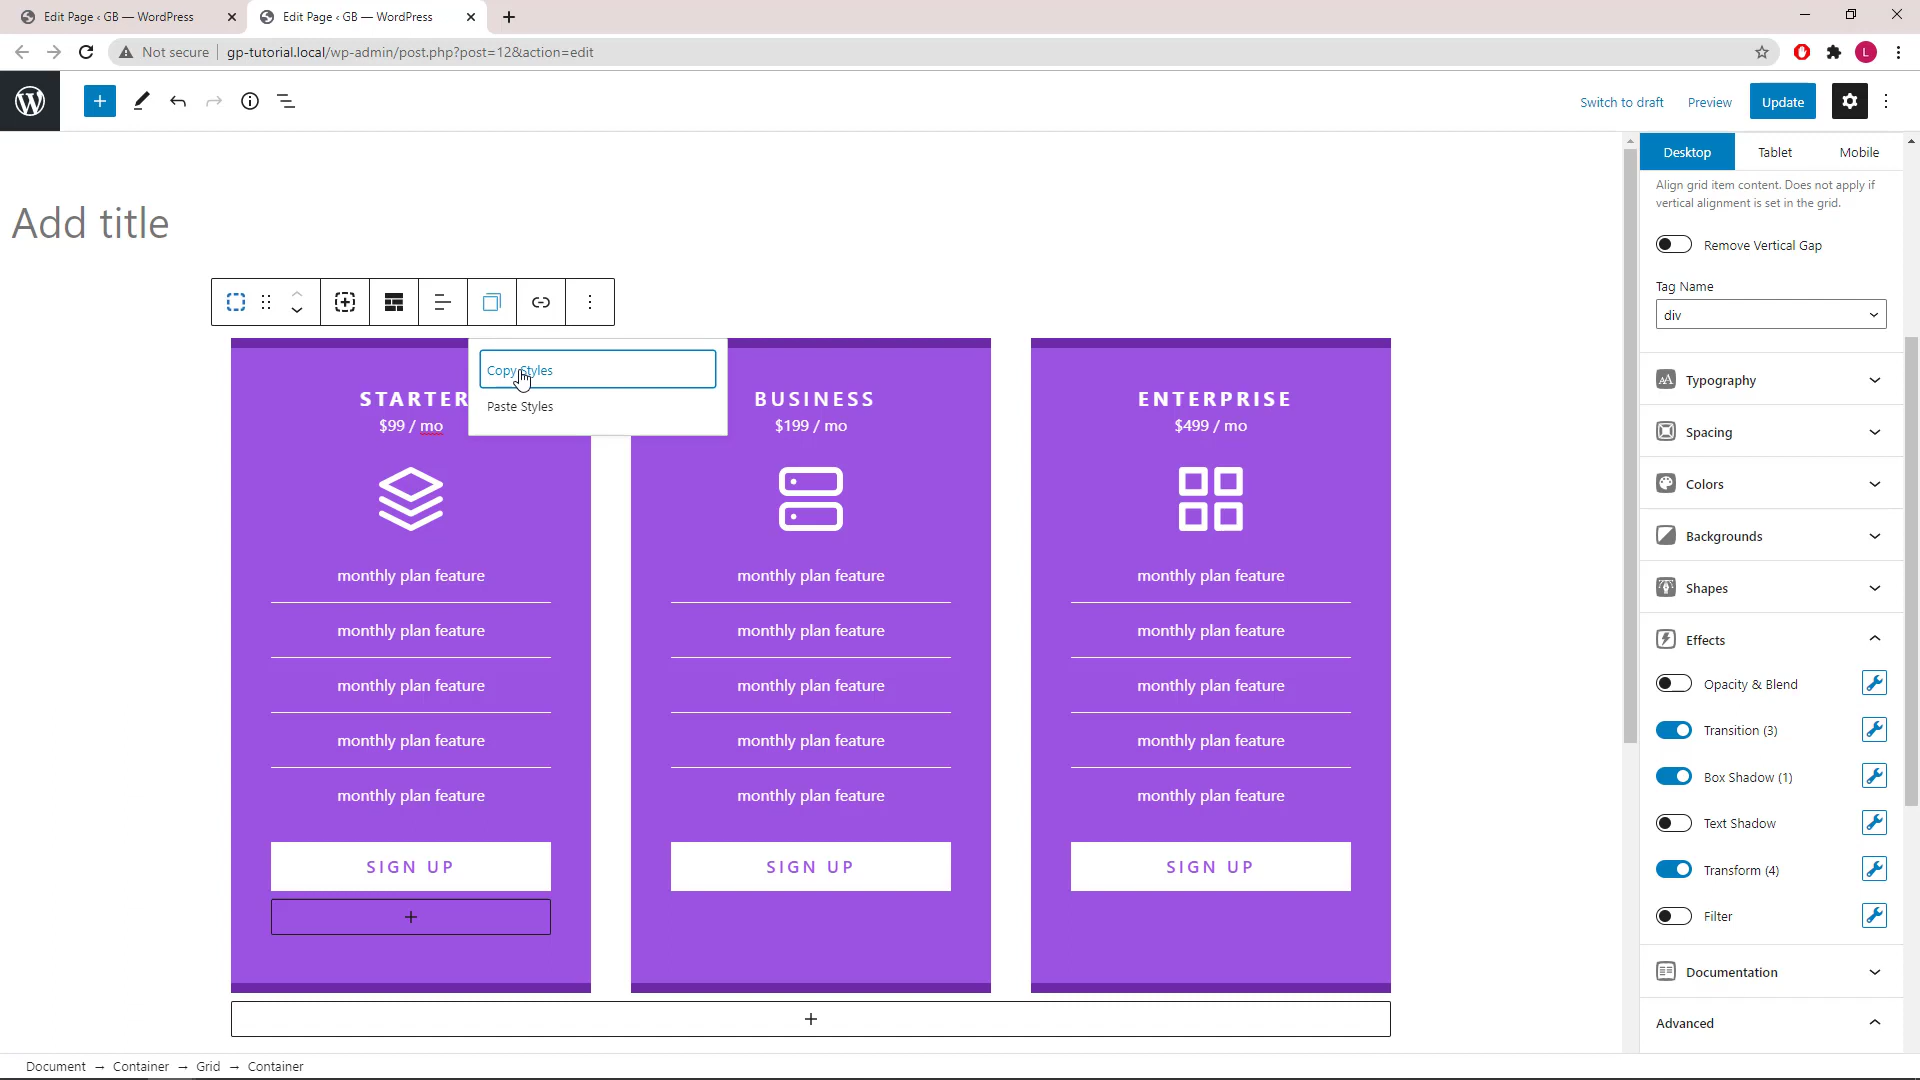 Edit Page ‹ GB — WordPress
Edit Page ‹ GB — WordPress
Not secure
gp-tutorial.local/wp-admin/post.php?post=12&action=edit
L
Switch to draft
Preview
Update
Desktop
Tablet
Mobile
Align grid item content. Does not apply if
vertical alignment is set in the grid.
Remove Vertical Gap
Tag Name
div
Typography
Spacing
Colors
Backgrounds
Shapes
Effects
Opacity & Blend
Transition (3)
Box Shadow (1)
Text Shadow
Transform (4)
Filter
Documentation
Advanced
Add title
Copy Styles
Paste Styles
STARTER
$99 / mo
monthly plan feature
monthly plan feature
monthly plan feature
monthly plan feature
monthly plan feature
SIGN UP
BUSINESS
$199 / mo
monthly plan feature
monthly plan feature
monthly plan feature
monthly plan feature
monthly plan feature
SIGN UP
ENTERPRISE
$499 / mo
monthly plan feature
monthly plan feature
monthly plan feature
monthly plan feature
monthly plan feature
SIGN UP
Document → Container → Grid → Container